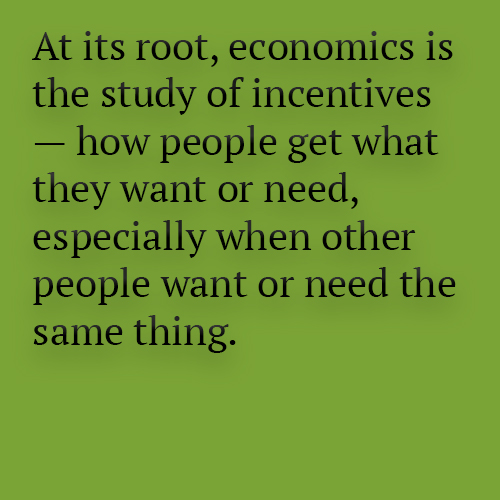 At its root, economics is
the study of incentives
— how people get what
they want or need,
especially when other
people want or need the
same thing.